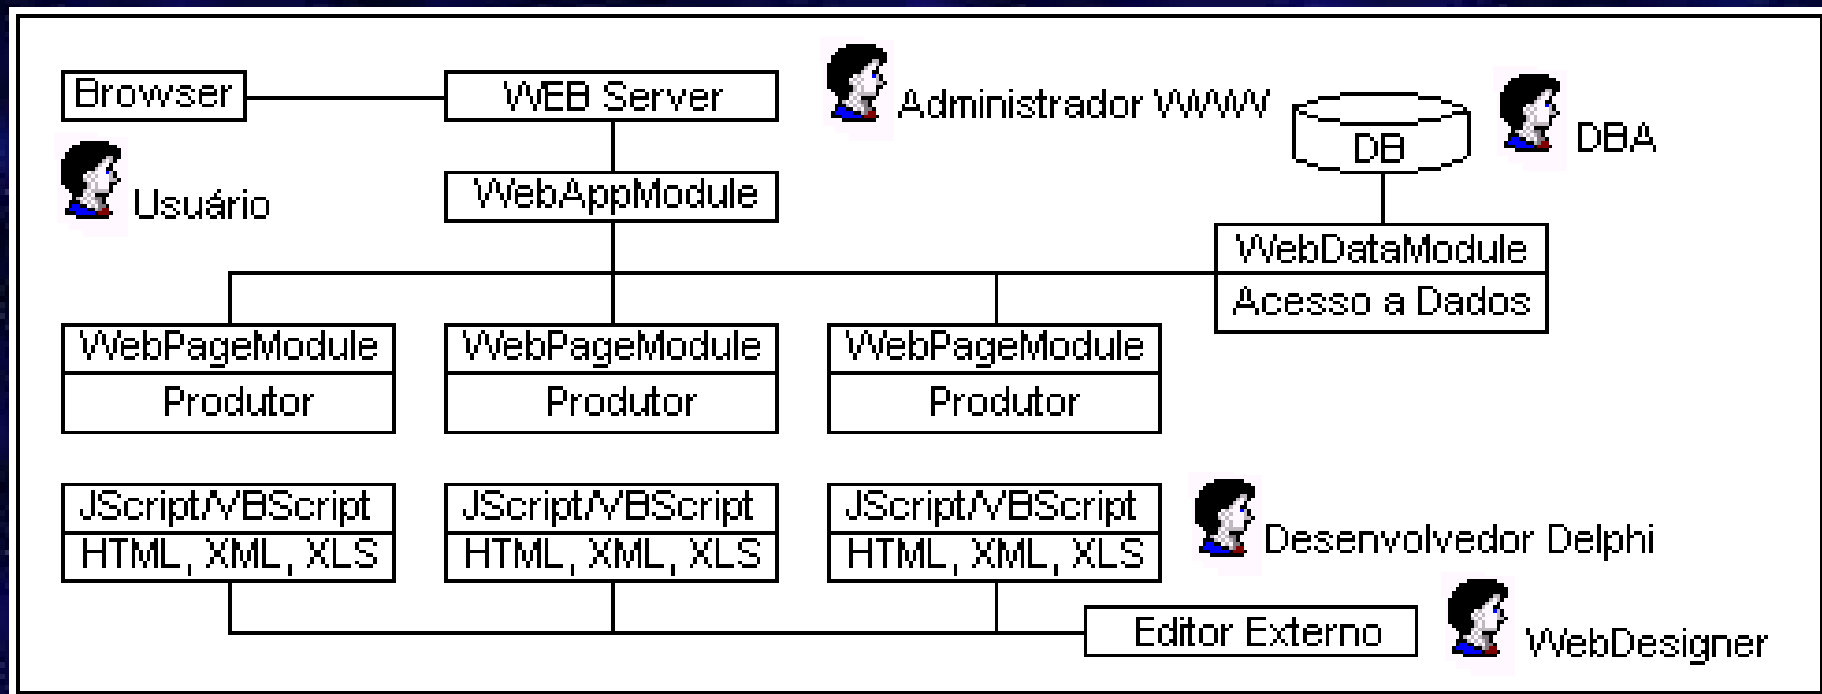 Browser
WEB Server
Administrador WWW
DB
DBA
Usuário
WebAppModule
WebDataModule
Acesso a Dados
WebPageModule
Produtor
WebPageModule
Produtor
WebPageModule
Produtor
JScript/VBScript
HTML, XML, XLS
JScript/VBScript
HTML, XML, XLS
JScript/VBScript
HTML, XML, XLS
Desenvolvedor Delphi
Editor Externo
WebDesigner